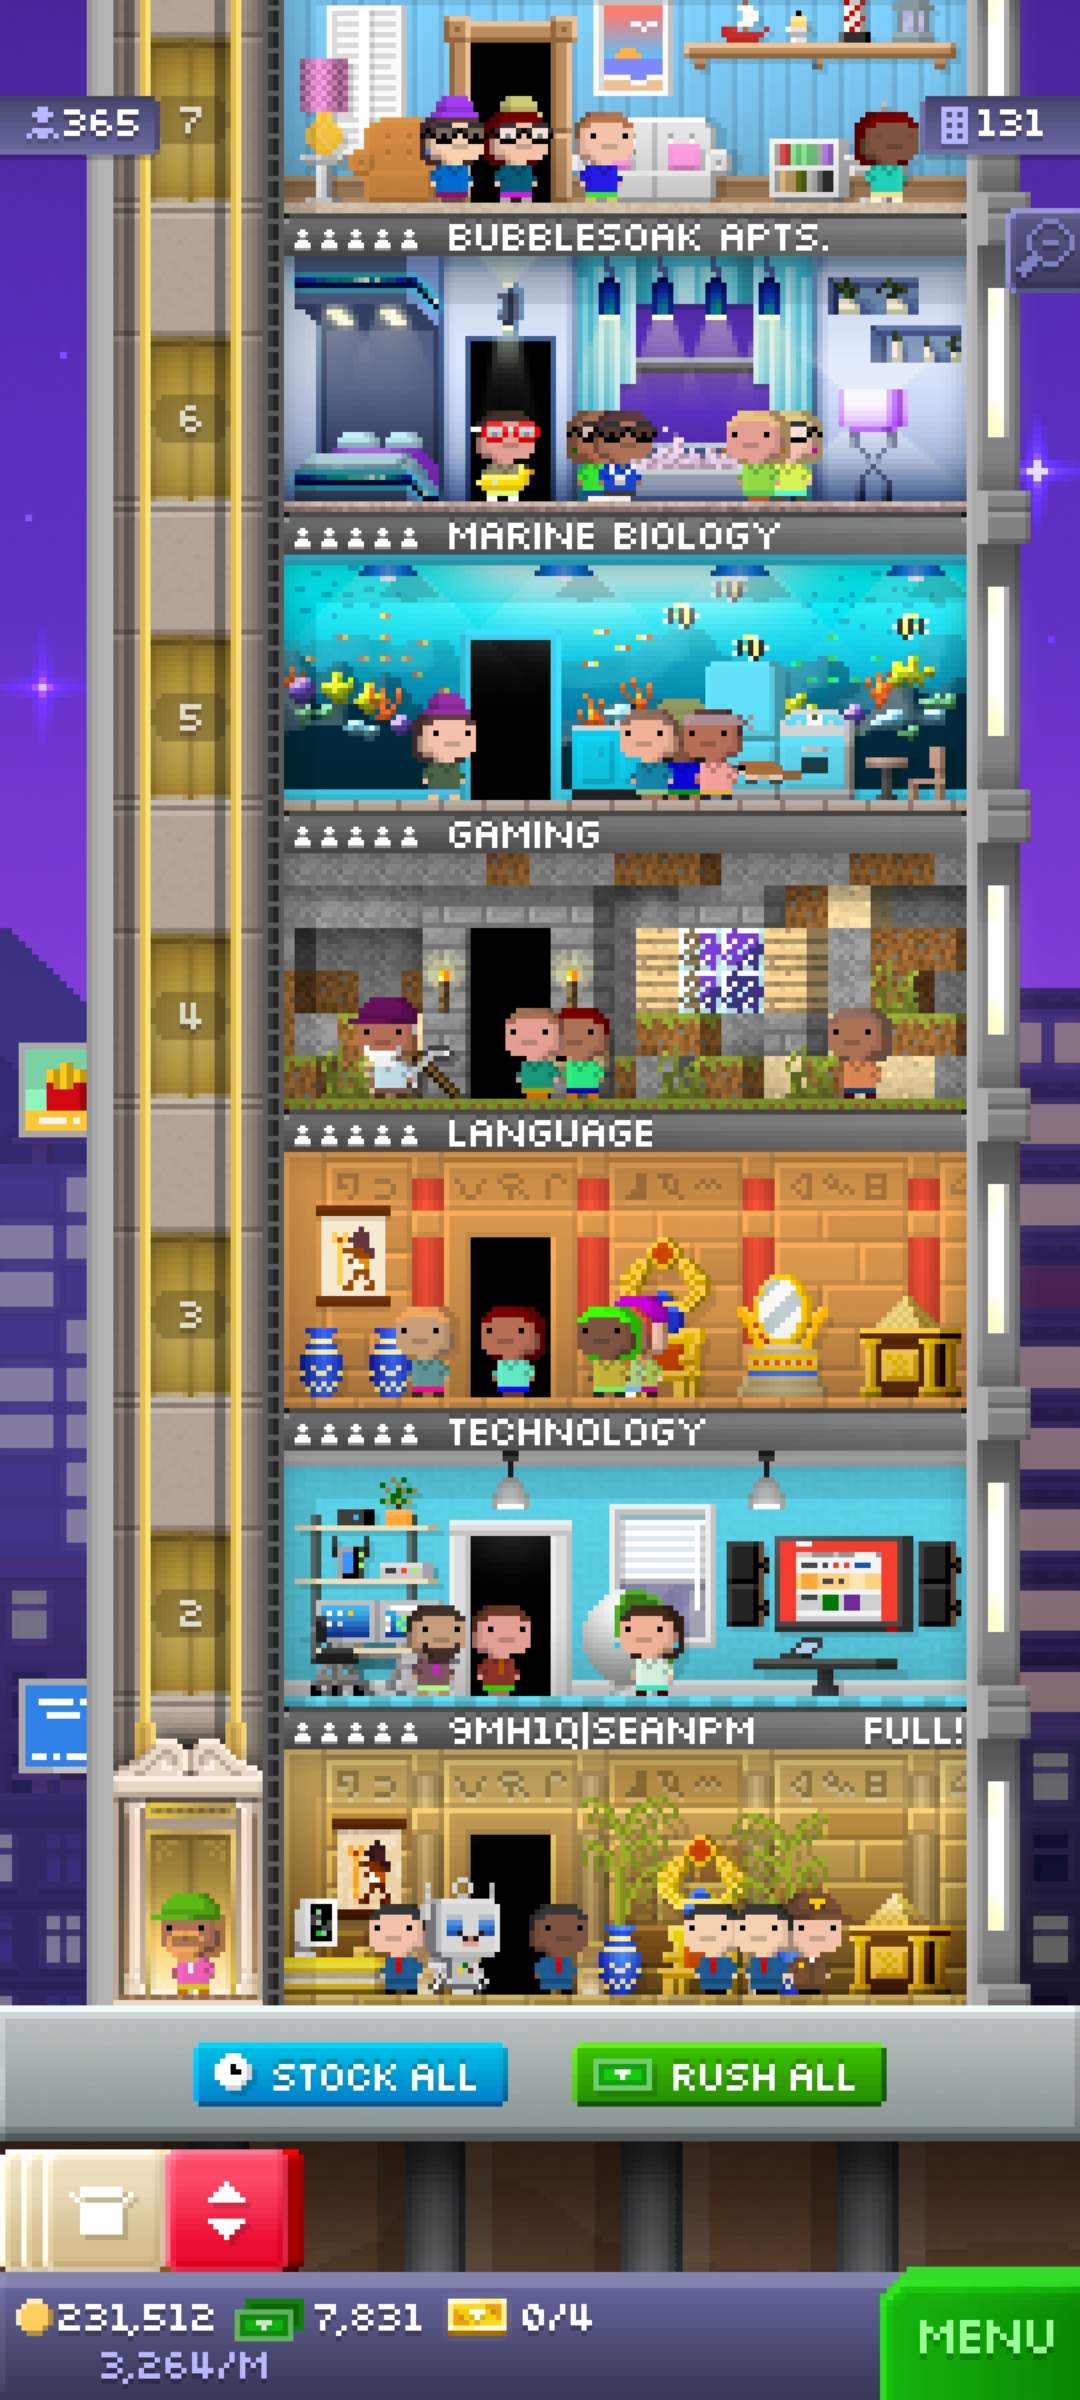 7
365
131
BUBBLESOAK APTS.
6
MARINE BIOLOGY
5
GAMING
4
LANGUAGE
3
TECHNOLOGY
2
9MH1Q|SEANPM FULL!
STOCK ALL
RUSH ALL
231,512 7,831 0/4
3,264/M
MENU